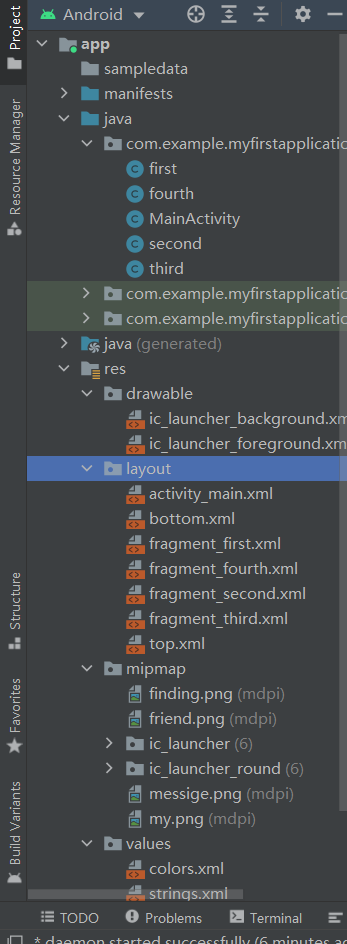 Project
Resource Manager
Structure
Favorites
Build Variants
Android
app
sampledata
manifests
java
com.example.myfirstapplicatio
first
fourth
MainActivity
second
third
com.example.myfirstapplicatio
com.example.myfirstapplicatio
java (generated)
res
drawable
ic_launcher_background.xm
ic_launcher_foreground.xm
layout
activity_main.xml
bottom.xml
fragment_first.xml
fragment_fourth.xml
fragment_second.xml
fragment_third.xml
top.xml
mipmap
finding.png (mdpi)
friend.png (mdpi)
ic_launcher (6)
ic_launcher_round (6)
messige.png (mdpi)
my.png (mdpi)
values
colors.xml
strings.xml
TODO
Problems
Terminal
* daemon started successfully (6 minutes a